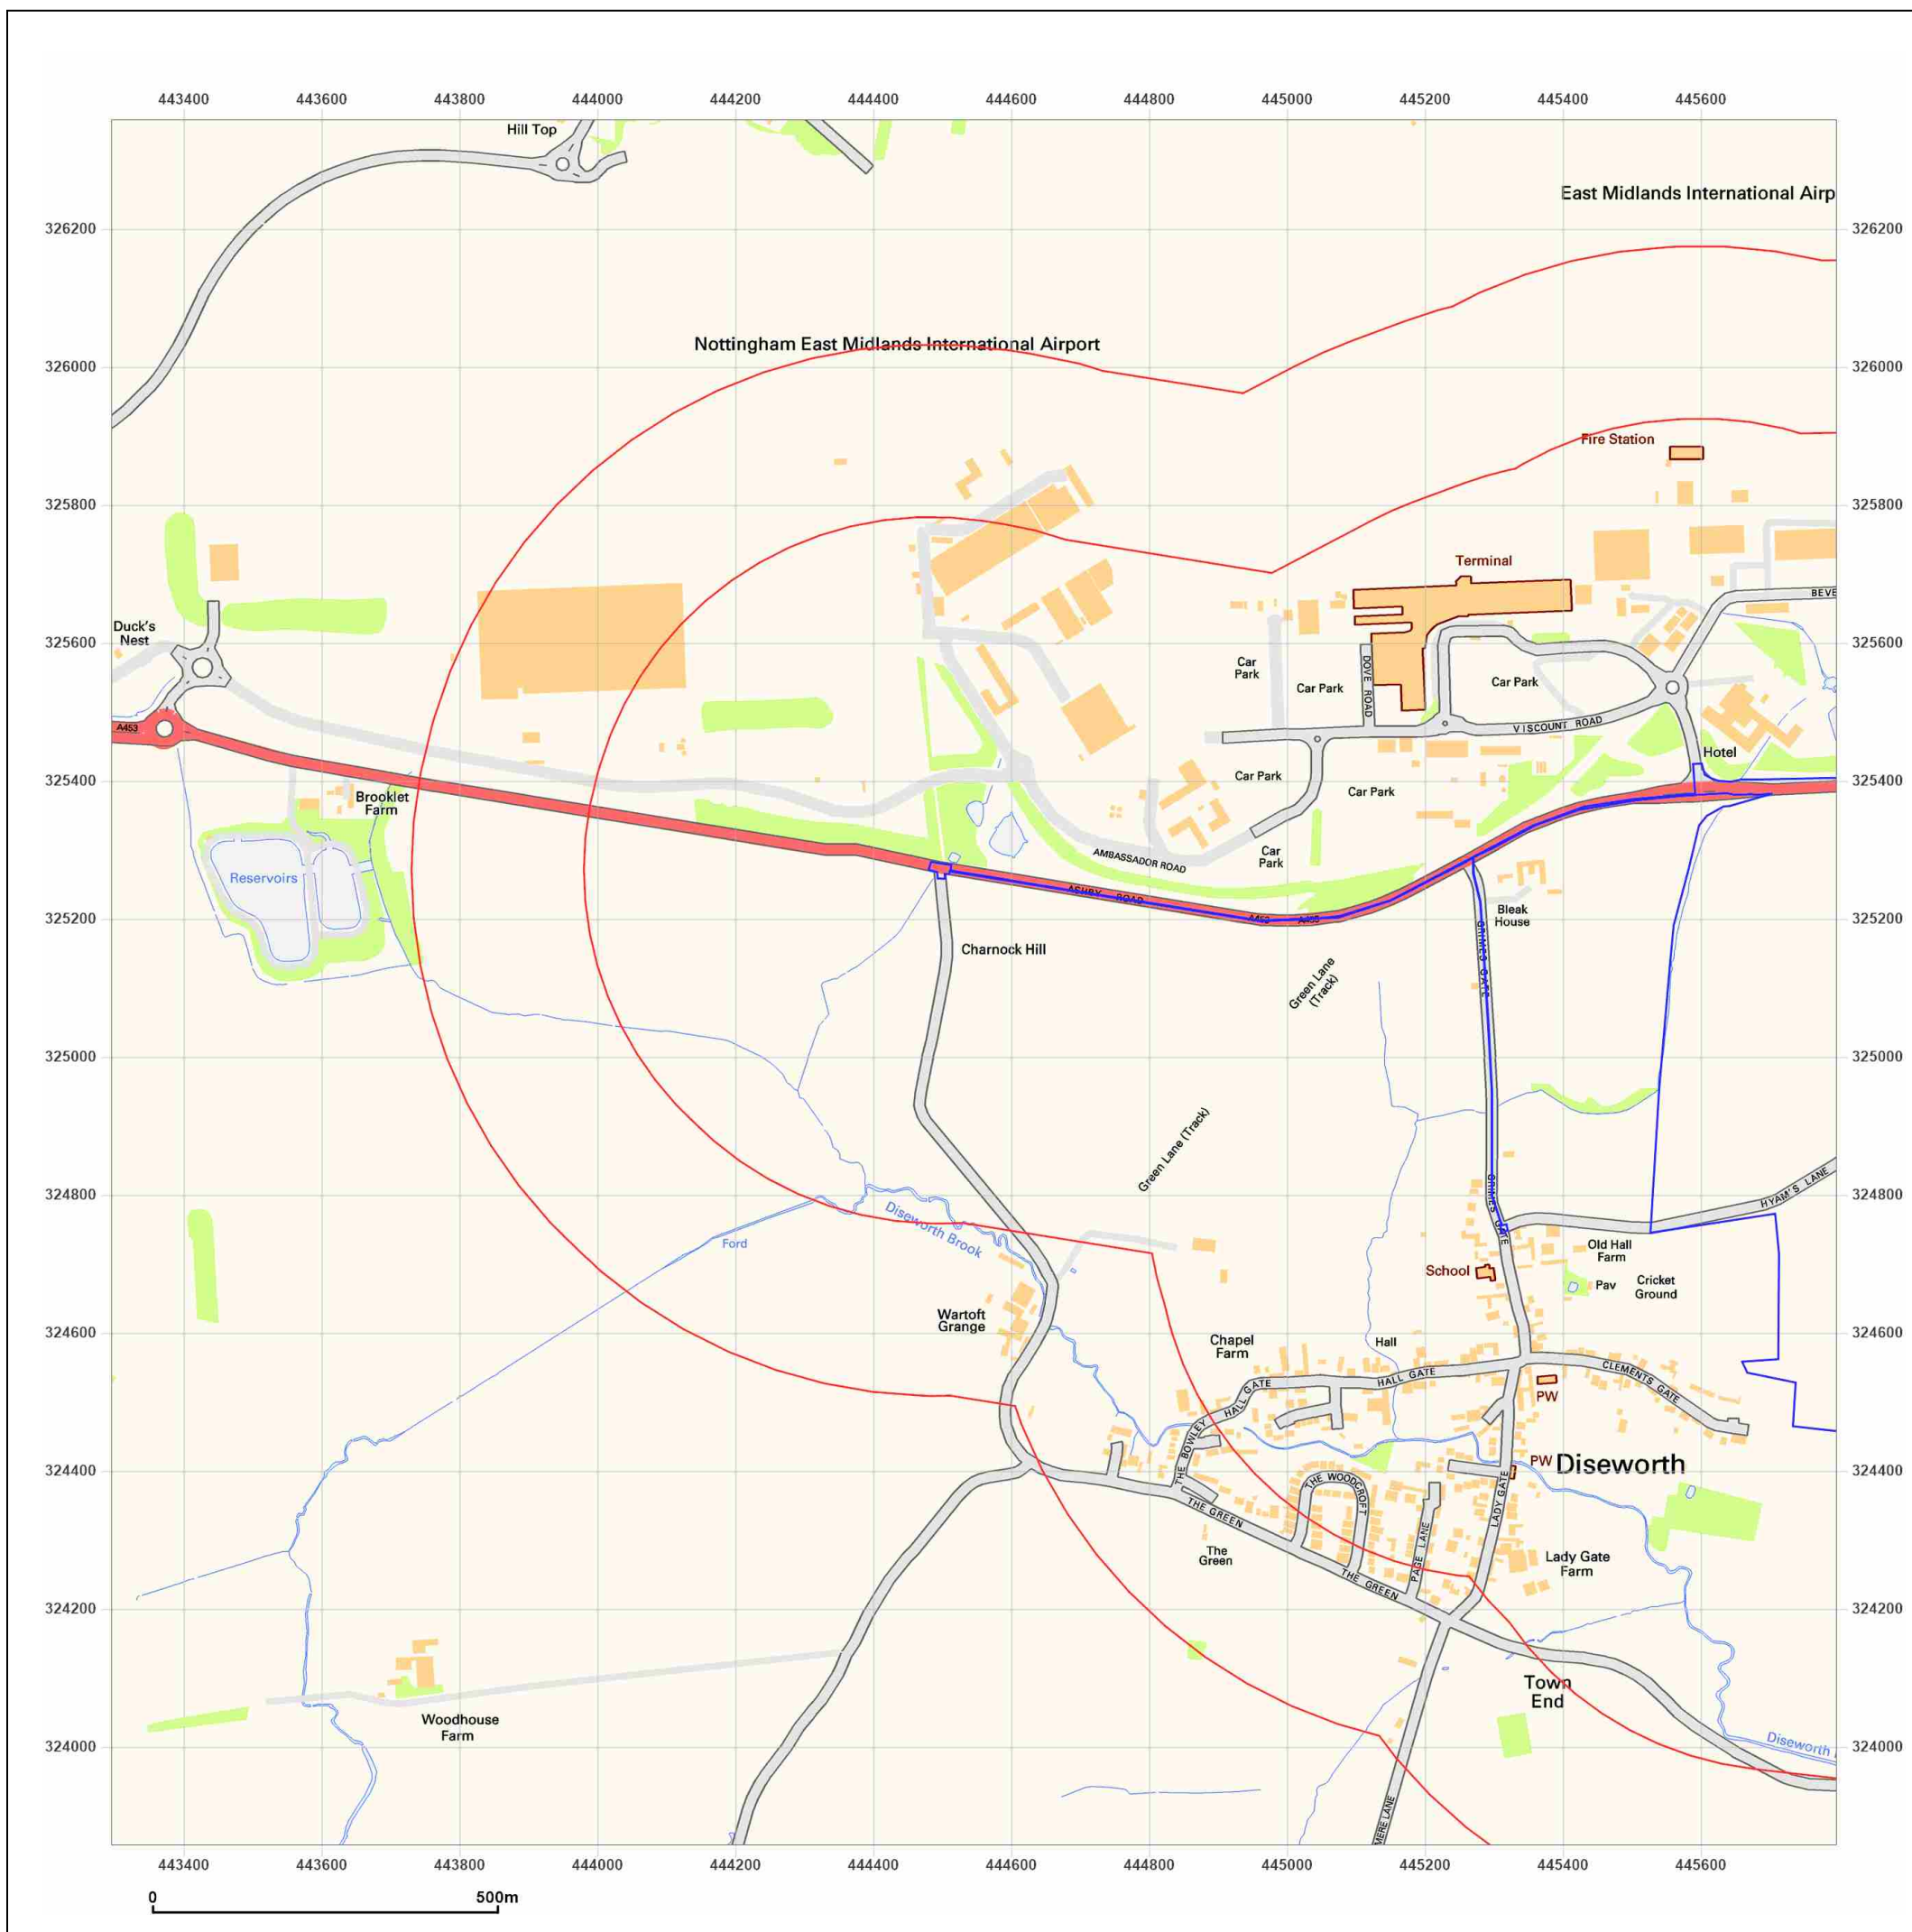 443400 443600 443800 444000 444200 444400 444600 444800 445000 445200 445400 445600
Hill Top
East Midlands International Airp
326200 326200
Nottingham East Midlands International Airport
326000 326000
Fire Station
325800 325800
Terminal
BEVE
Duck's
Nest
325600 325600
Car
Park
DOVE ROAD
Car Park
Car Park
A453
VISCOUNT ROAD
Hotel
325400 325400
Car Park
Car Park
Brooklet
Farm
AMBASSADOR ROAD
Car
Park
Reservoirs
ASHBY ROAD
A453
A453
325200 325200
Bleak
House
GRIMES GATE
Charnock Hill
Green Lane
(Track)
325000 325000
Green Lane (Track)
324800 324800
HYAM'S LANE
GRIMES GATE
Diseworth Brook
Ford
Old Hall
Farm
School
Pav
Cricket
Ground
Wartoft
Grange
324600 324600
Chapel
Farm
Hall
CLEMENTS GATE
HALL GATE
HALL GATE
PW
THE BOWLEY
PW
Diseworth
324400 324400
THE WOODCROFT
LADY GATE
THE GREEN
PAGE LANE
The
Green
Lady Gate
Farm
THE GREEN
324200 324200
Town
End
Woodhouse
Farm
324000 324000
Diseworth
MERE LANE
443400 443600 443800 444000 444200 444400 444600 444800 445000 445200 445400 445600
0 500m